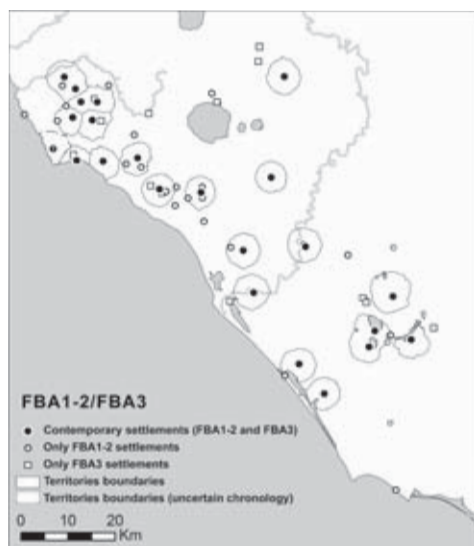 FBA1-2/FBA3
Contemporary settlements (FBA1-2 and FBA3)
Only FBA1-2 settlements
Only FBA3 settlements
Territories boundaries
Territories boundaries (uncertain chronology)
0 10 20
Km